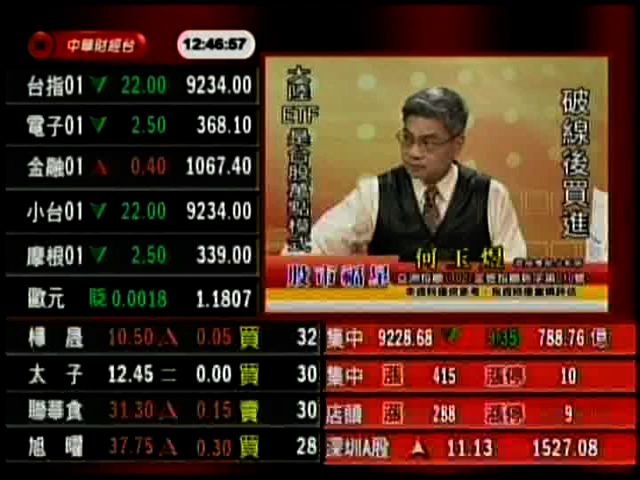 中華財經台
12:46:57
台指01 ▼ 22.00 9234.00
電子01 ▼ 2.50 368.10
金融01 ▲ 0.40 1067.40
小台01 ▼ 22.00 9234.00
摩根01 ▼ 2.50 339.00
歐元 貶 0.0018 1.1807
大陸ETF是台股萬點模式
破線後買進
何玉煜
股市
樺晟 10.50 ▲ 0.05 買 32
太子 12.45 = 0.00 買 30
聯華食 31.30 ▲ 0.15 賣 30
旭曜 37.75 ▲ 0.30 買 28
集中 9228.68 ▼ 788.76 億
集中 漲 415 漲停 10
店頭 漲 288 漲停 9
深圳A股 ▲ 11.13 1527.08